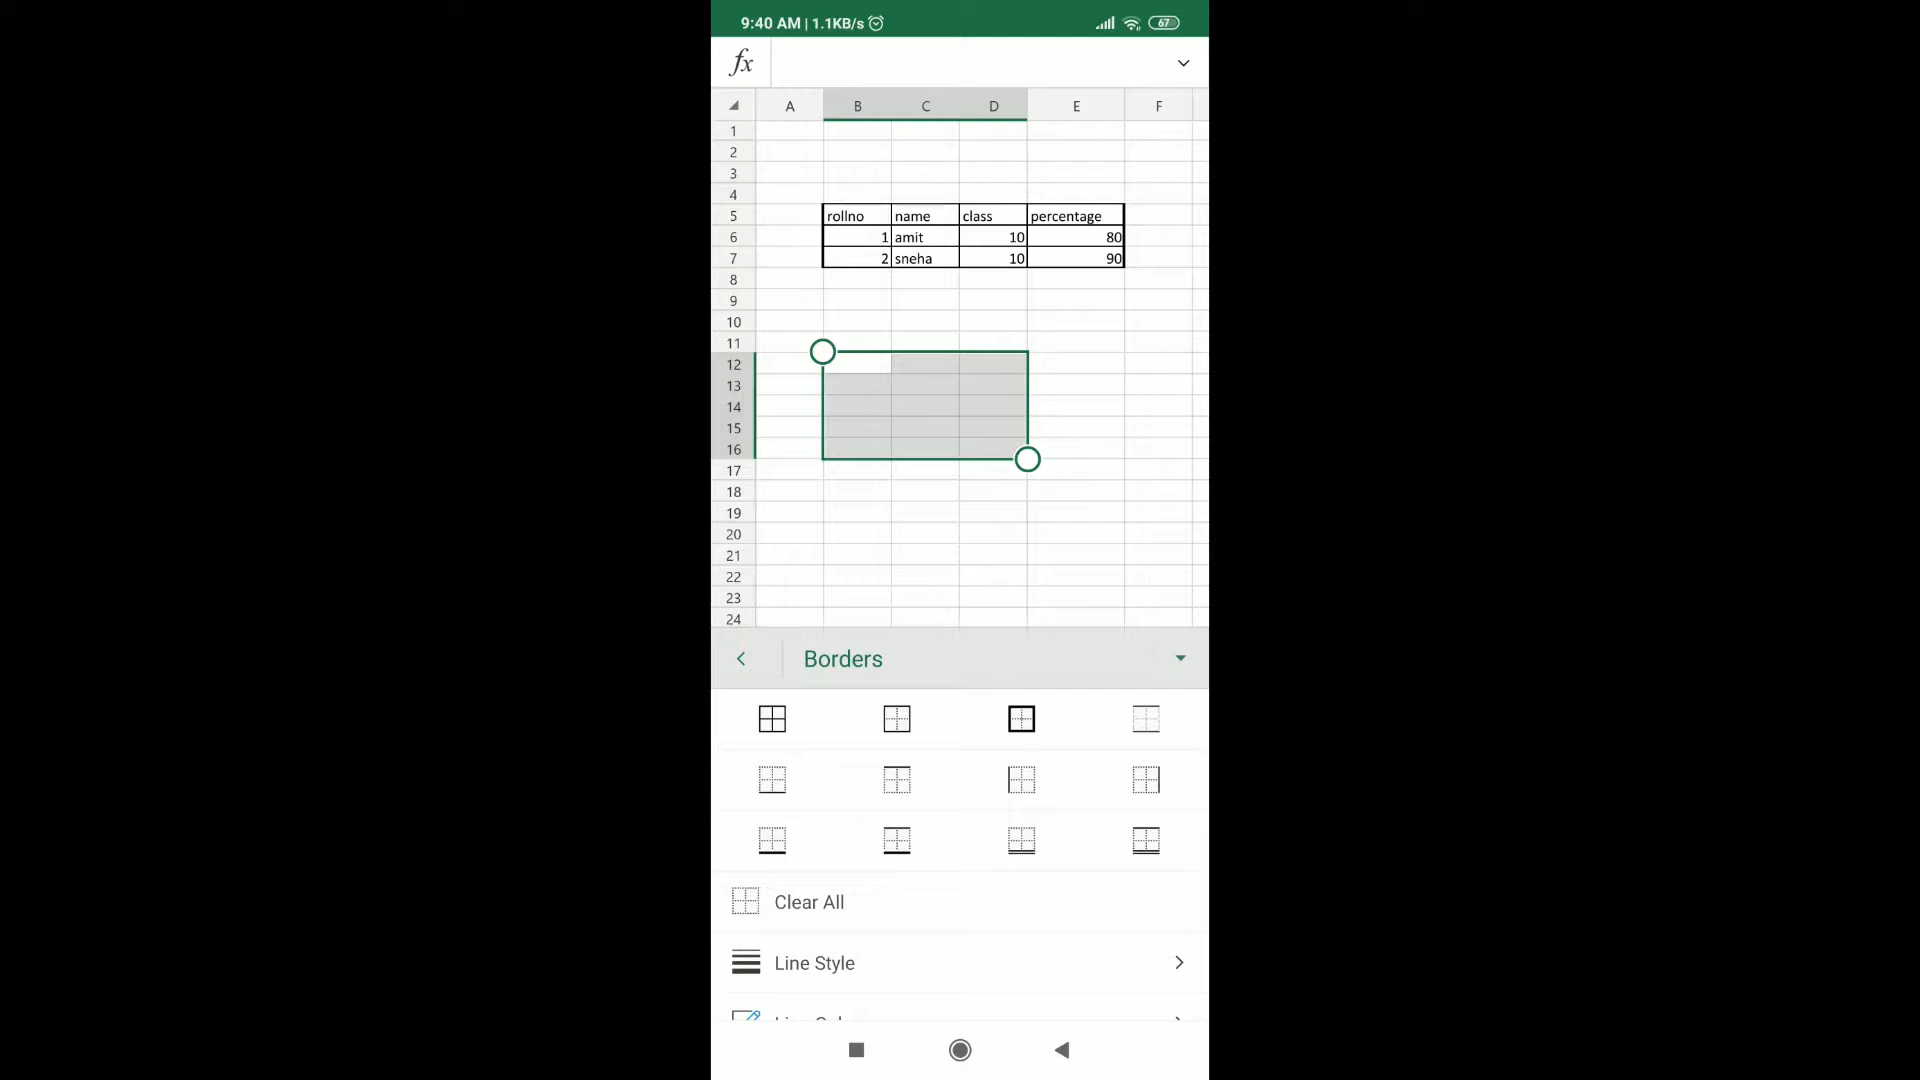 9:40 AM | 1.1KB/s 67
fx
A B C D E F
1
2
3
4
5 rollno name class percentage
6 1 amit 10 80
7 2 sneha 10 90
8
9
10
11
12
13
14
15
16
17
18
19
20
21
22
23
24
Borders
Clear All
Line Style